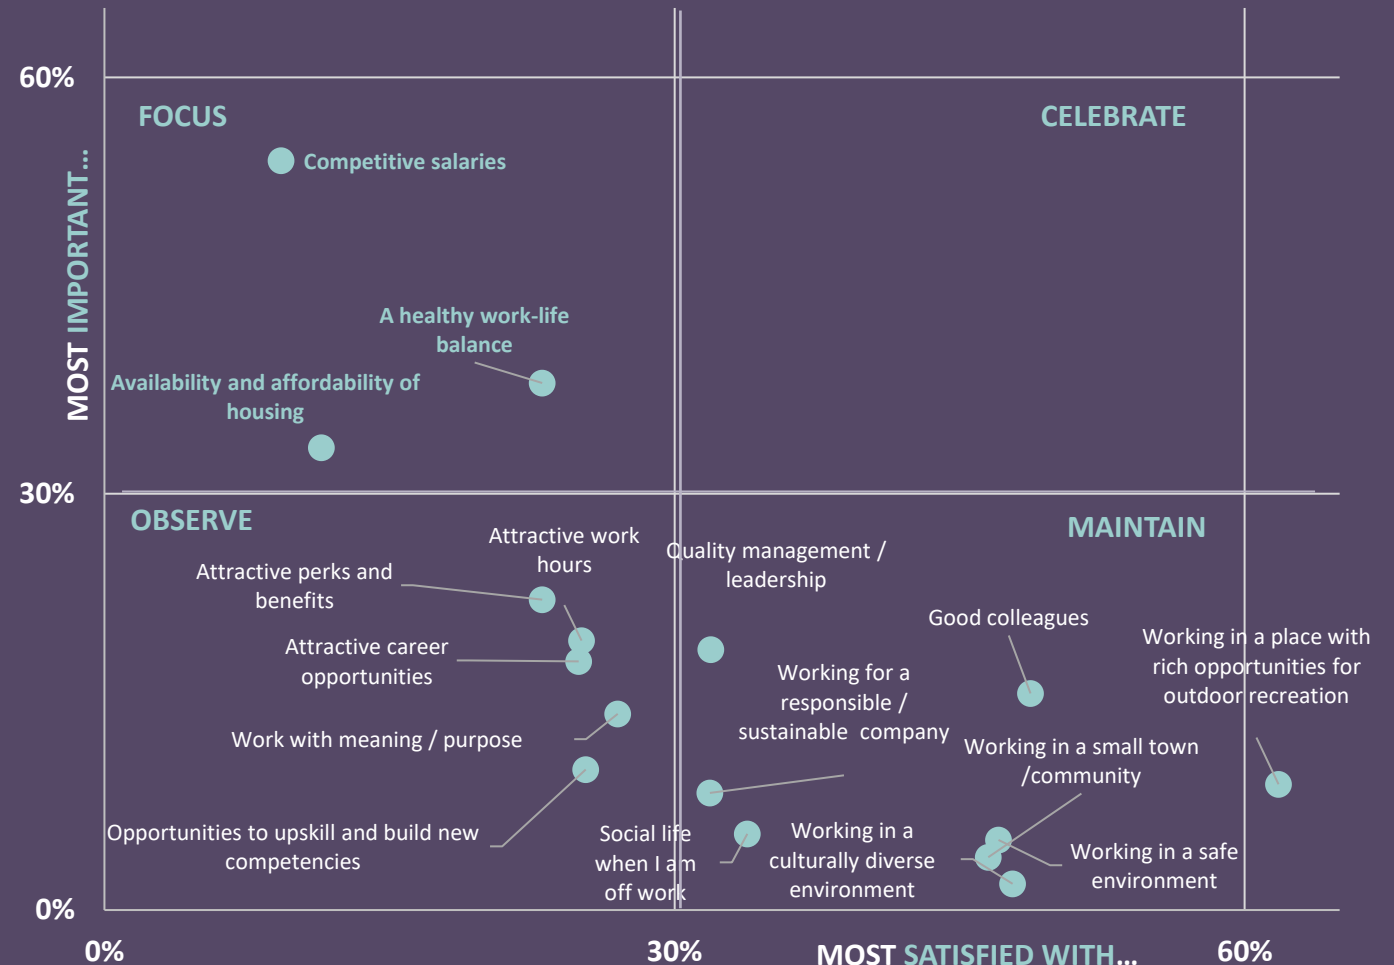 60%
FOCUS
CELEBRATE
Competitive salaries
MOST IMPORTANT...
A healthy work-life
balance
Availability and affordability of
housing
30%
OBSERVE
MAINTAIN
Attractive work
hours
Quality management /
leadership
Attractive perks and
benefits
Good colleagues
Working in a place with
rich opportunities for
outdoor recreation
Attractive career
opportunities
Working for a
responsible /
sustainable company
Work with meaning / purpose
Working in a small town
/community
Opportunities to upskill and build new
competencies
Social life
when I am
off work
Working in a
culturally diverse
environment
Working in a safe
environment
0%
0%
30%
MOST SATISFIED WITH...
60%